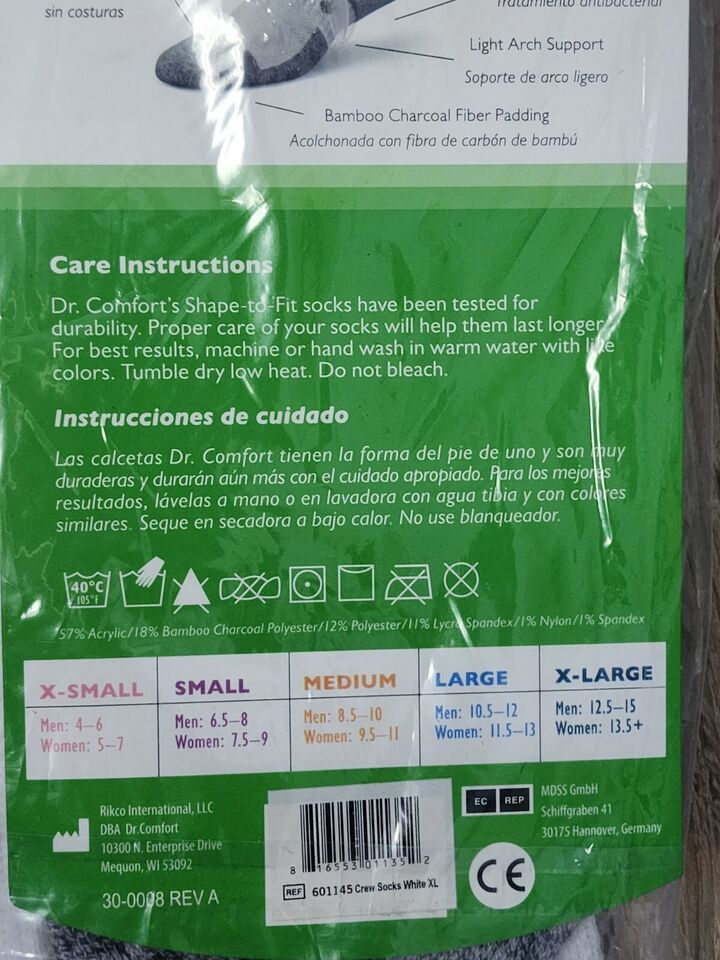 sin costuras
Tratamiento antibacterial
Light Arch Support
Soporte de arco ligero
Bamboo Charcoal Fiber Padding
Acolchonada con fibra de carbón de bambú
Care Instructions
Dr. Comfort's Shape-to-Fit socks have been tested for
durability. Proper care of your socks will help them last longer.
For best results, machine or hand wash in warm water with like
colors. Tumble dry low heat. Do not bleach.
Instrucciones de cuidado
Las calcetas Dr. Comfort tienen la forma del pie de uno y son muy
duraderas y durarán aún más con el cuidado apropiado. Para los mejores
resultados, lávelas a mano o en lavadora con agua tibia y con colores
similares. Seque en secadora a bajo calor. No use blanqueador.
40°C
105°F
57% Acrylic/18% Bamboo Charcoal Polyester/12% Polyester/11% Lycra Spandex/1% Nylon/1% Spandex
X-SMALL SMALL MEDIUM LARGE X-LARGE
Men: 4–6 Men: 6.5–8 Men: 8.5–10 Men: 10.5–12 Men: 12.5–15
Women: 5–7 Women: 7.5–9 Women: 9.5–11 Women: 11.5–13 Women: 13.5+
Rikco International, LLC
DBA Dr.Comfort
10300 N. Enterprise Drive
Mequon, WI 53092
30-0008 REV A
8 16553 01135 2
REF 601145 Crew Socks White XL
EC REP
MDSS GmbH
Schiffgraben 41
30175 Hannover, Germany
CE